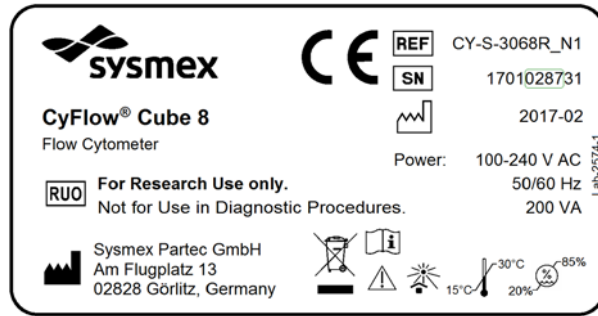 sysmex
CE
REF CY-S-3068R_N1
SN 1701028731
2017-02
CyFlow® Cube 8
Flow Cytometer
Power: 100-240 V AC
50/60 Hz
200 VA
Lab-2574-1
RUO For Research Use only.
Not for Use in Diagnostic Procedures.
Sysmex Partec GmbH
Am Flugplatz 13
02828 Görlitz, Germany
i
15°C 30°C
20% % 85%